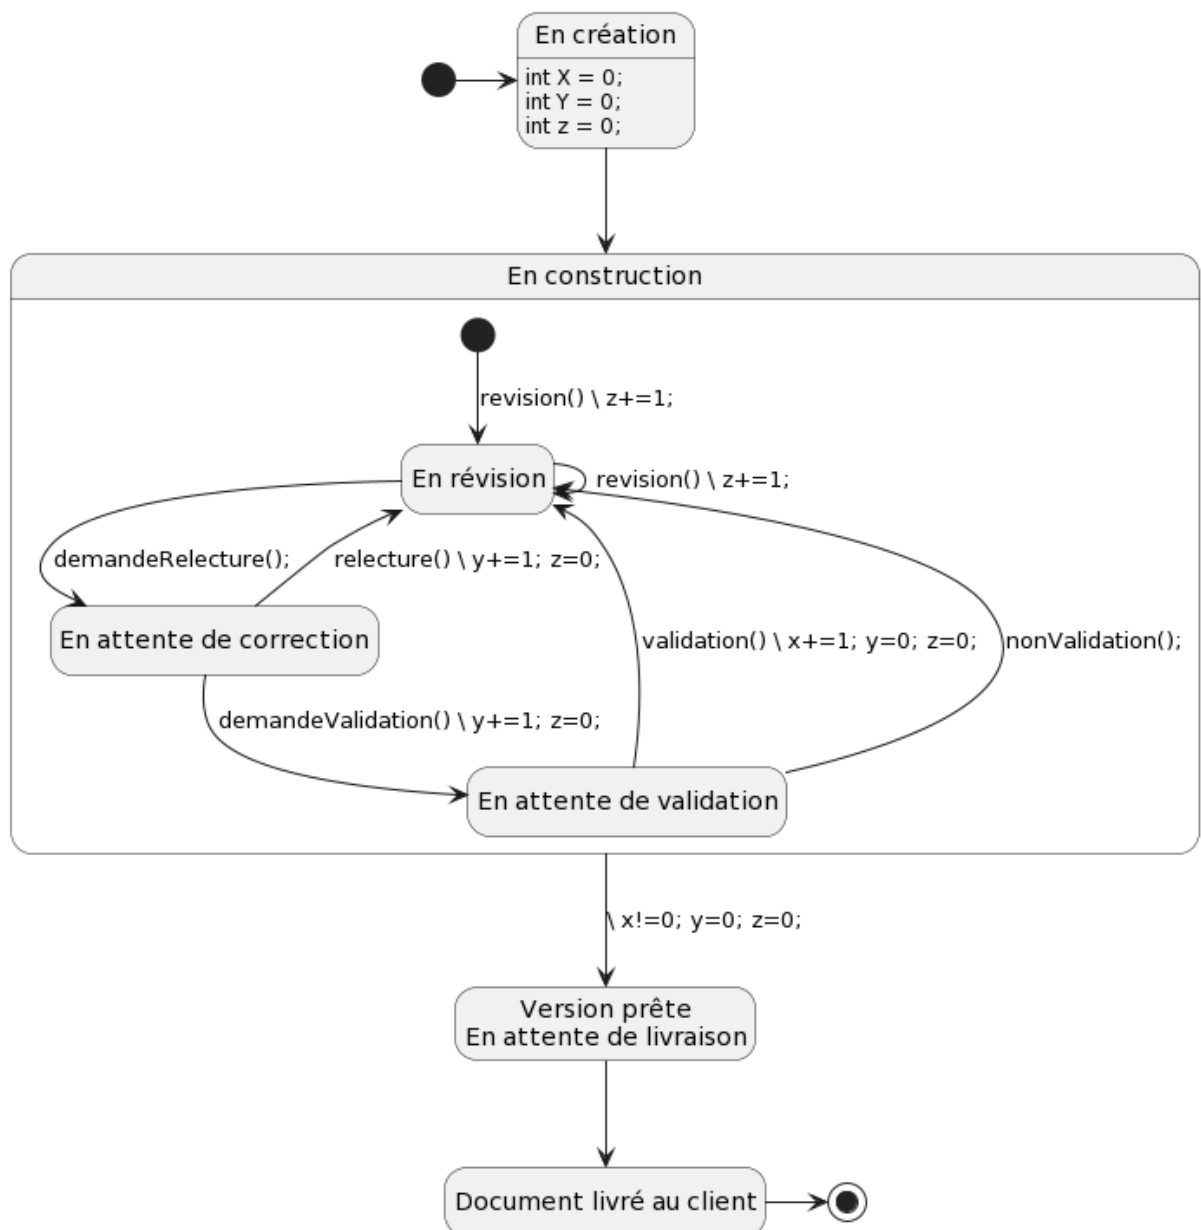 En création
int X = 0;
int Y = 0;
int z = 0;
En construction
revision() \ z+=1;
En révision
revision() \ z+=1;
demandeRelecture();
relecture() \ y+=1; z=0;
En attente de correction
validation() \ x+=1; y=0; z=0;
nonValidation();
demandeValidation() \ y+=1; z=0;
En attente de validation
\ x!=0; y=0; z=0;
Version prête
En attente de livraison
Document livré au client